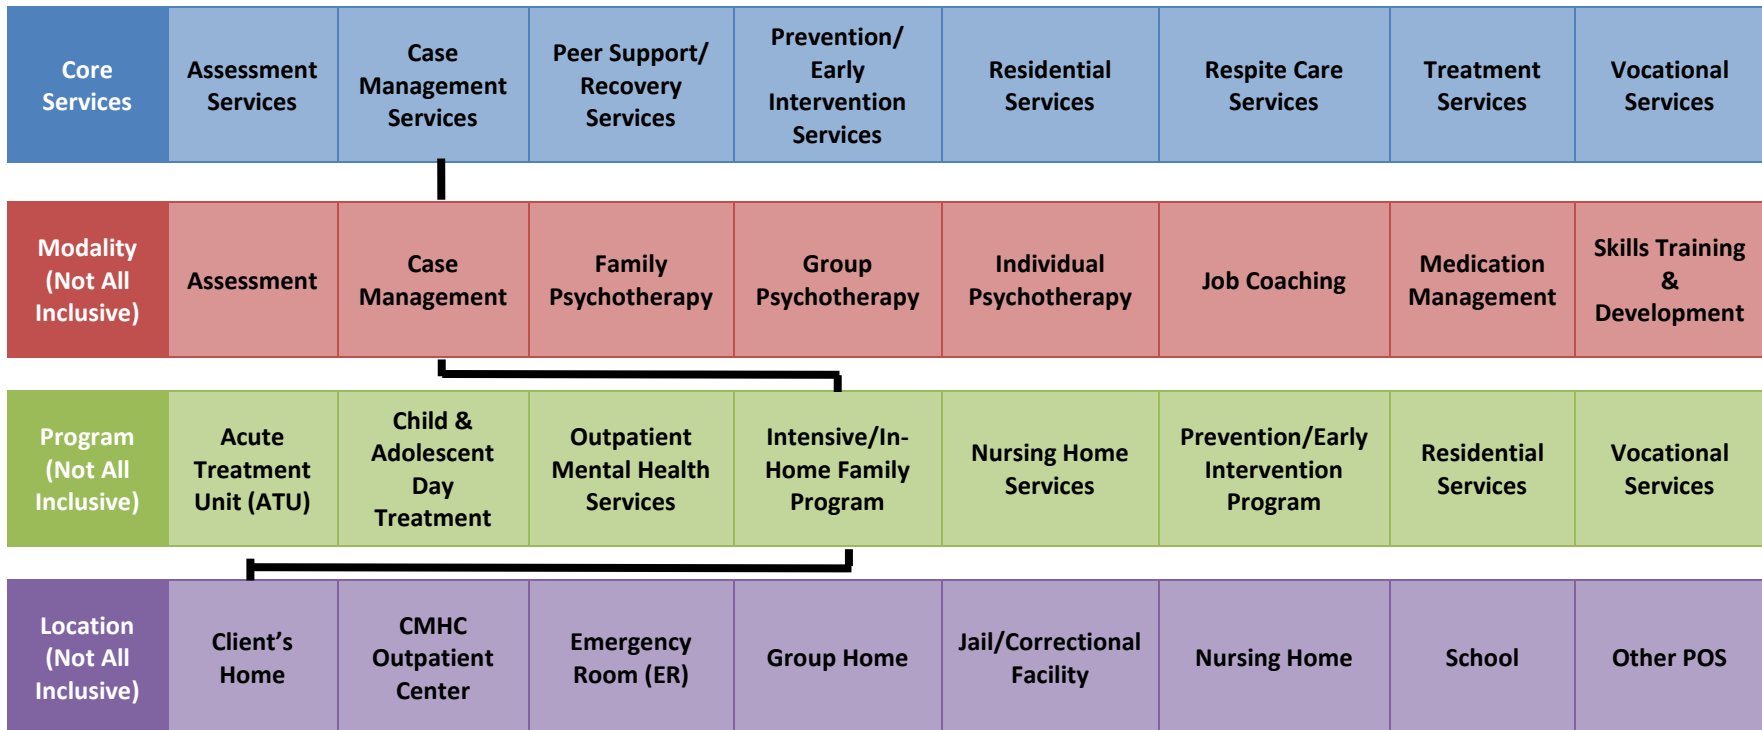 Core
Services
Assessment
Services
Case
Management
Services
Peer Support/
Recovery
Services
Prevention/
Early
Intervention
Services
Residential
Services
Respite Care
Services
Treatment
Services
Vocational
Services
Modality
(Not All
Inclusive)
Assessment
Case
Management
Family
Psychotherapy
Group
Psychotherapy
Individual
Psychotherapy
Job Coaching
Medication
Management
Skills Training
&
Development
Program
(Not All
Inclusive)
Acute
Treatment
Unit (ATU)
Child &
Adolescent
Day
Treatment
Outpatient
Mental Health
Services
Intensive/In-
Home Family
Program
Nursing Home
Services
Prevention/Early
Intervention
Program
Residential
Services
Vocational
Services
Location
(Not All
Inclusive)
Client’s
Home
CMHC
Outpatient
Center
Emergency
Room (ER)
Group Home
Jail/Correctional
Facility
Nursing Home
School
Other POS